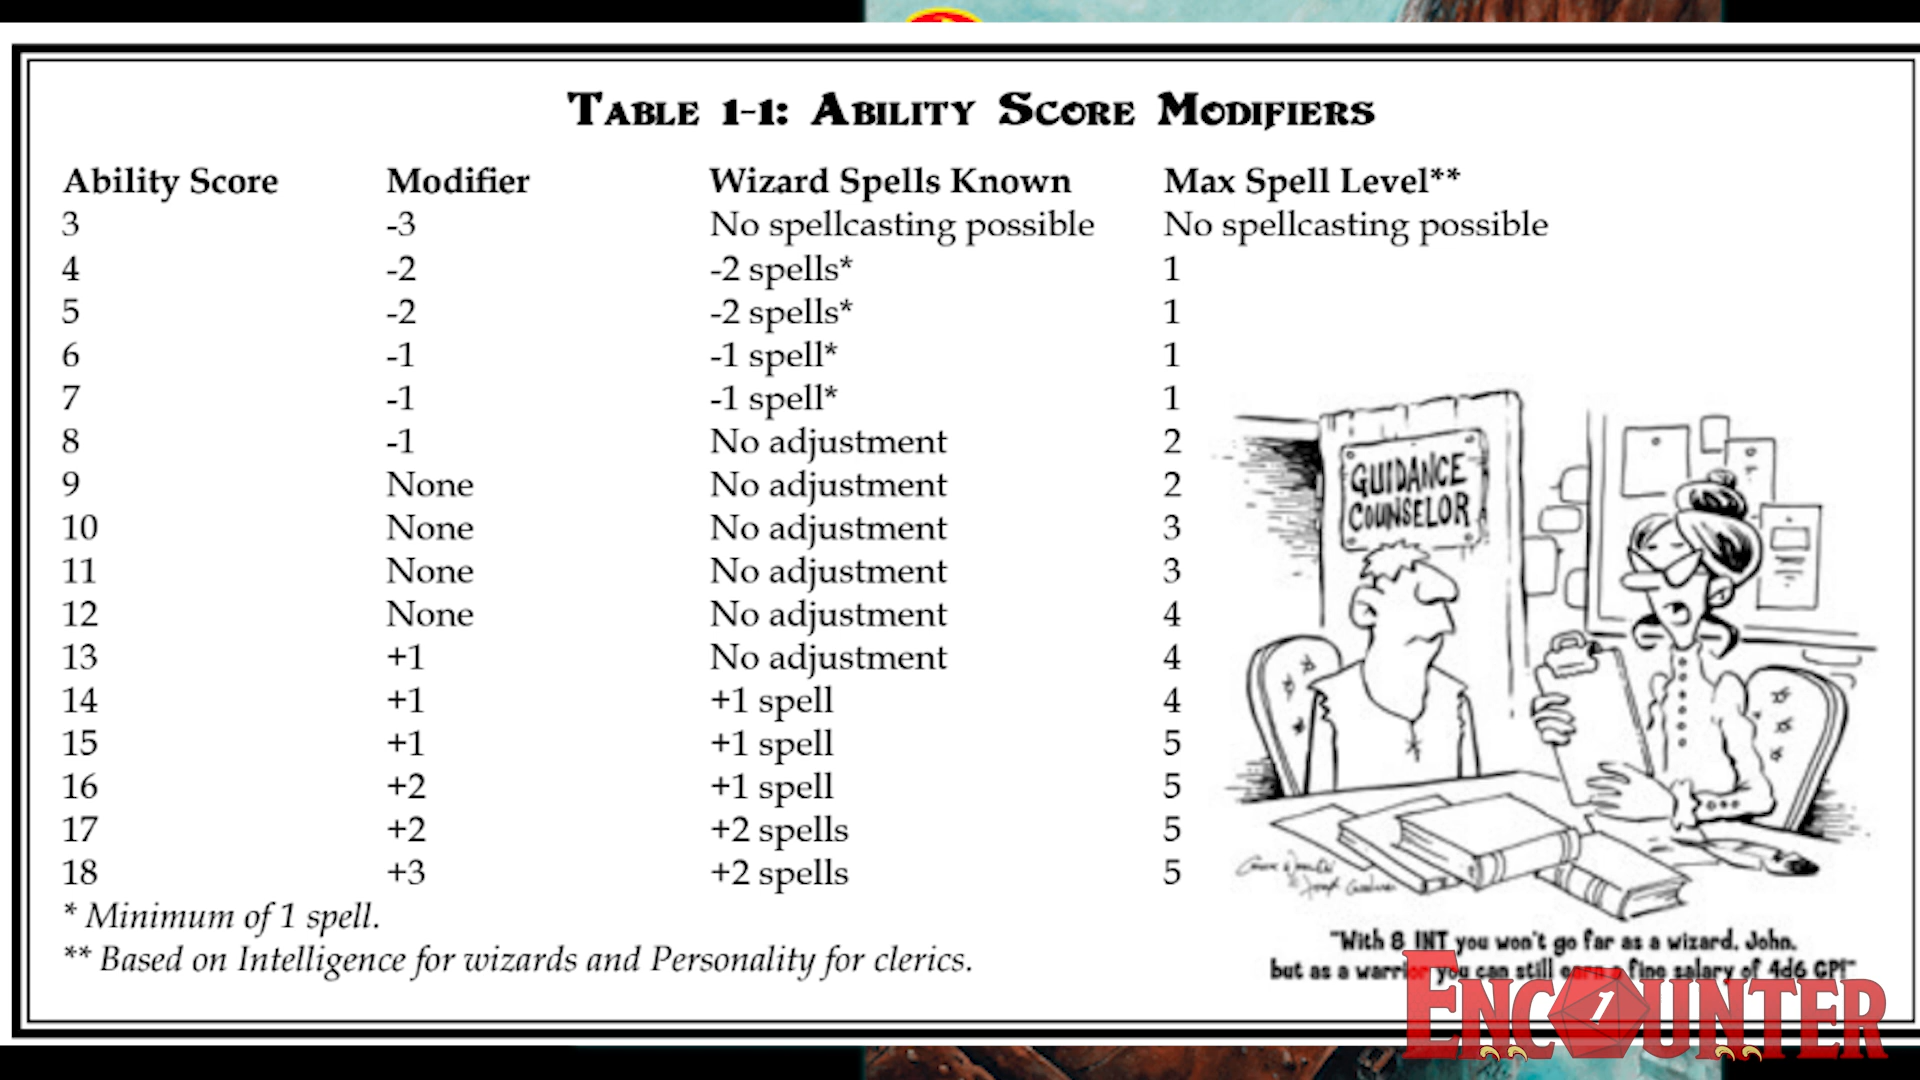 Table 1-1: Ability Score Modifiers
Ability Score Modifier Wizard Spells Known Max Spell Level**
3 -3 No spellcasting possible No spellcasting possible
4 -2 -2 spells* 1
5 -2 -2 spells* 1
6 -1 -1 spell* 1
7 -1 -1 spell* 1
8 -1 No adjustment 2
9 None No adjustment 2
10 None No adjustment 3
11 None No adjustment 3
12 None No adjustment 4
13 +1 No adjustment 4
14 +1 +1 spell 4
15 +1 +1 spell 5
16 +2 +1 spell 5
17 +2 +2 spells 5
18 +3 +2 spells 5
* Minimum of 1 spell.
** Based on Intelligence for wizards and Personality for clerics.
GUIDANCE
COUNSELOR
"With 8 INT you won't go far as a wizard, John,
but as a warrior you can still earn a fine salary of 4d6 GP!"
ENCOUNTER
1